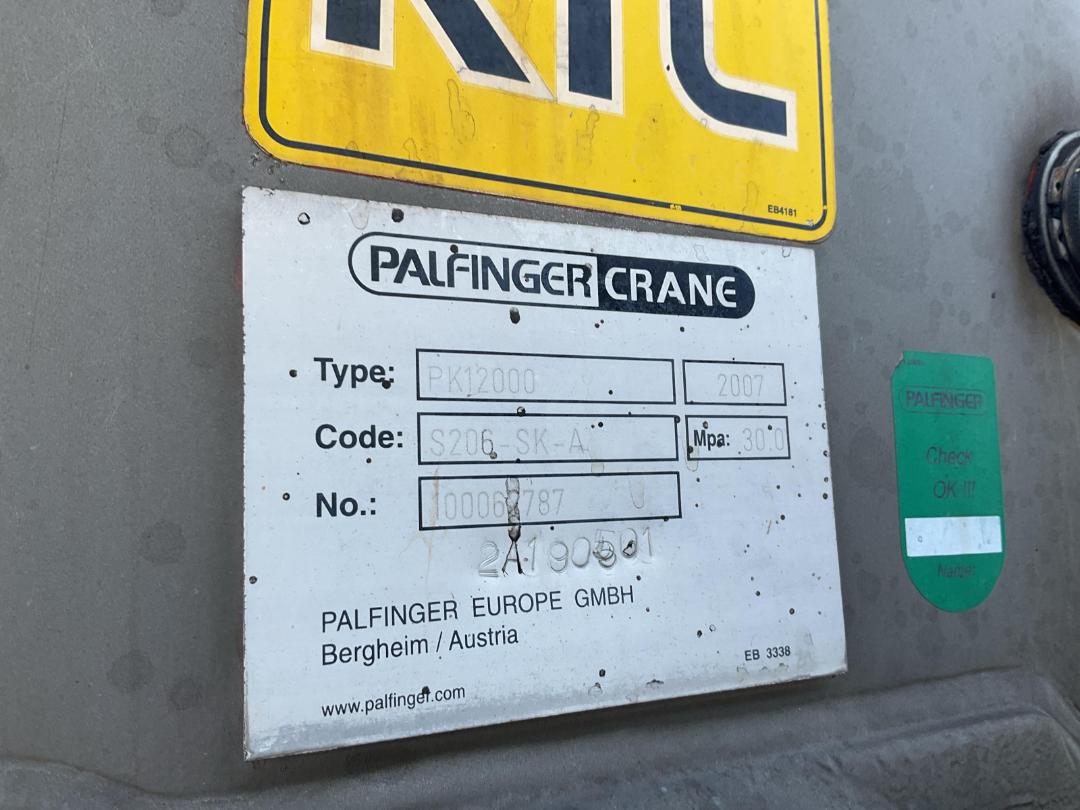 EB4181
PALFINGER CRANE
Type: PK12000 2007
Code: S206-SK-A Mpa: 30.0
No.:
PALFINGER EUROPE GMBH
Bergheim / Austria
EB 3338
www.palfinger.com
PALFINGER
Check
OK !!!
Name: